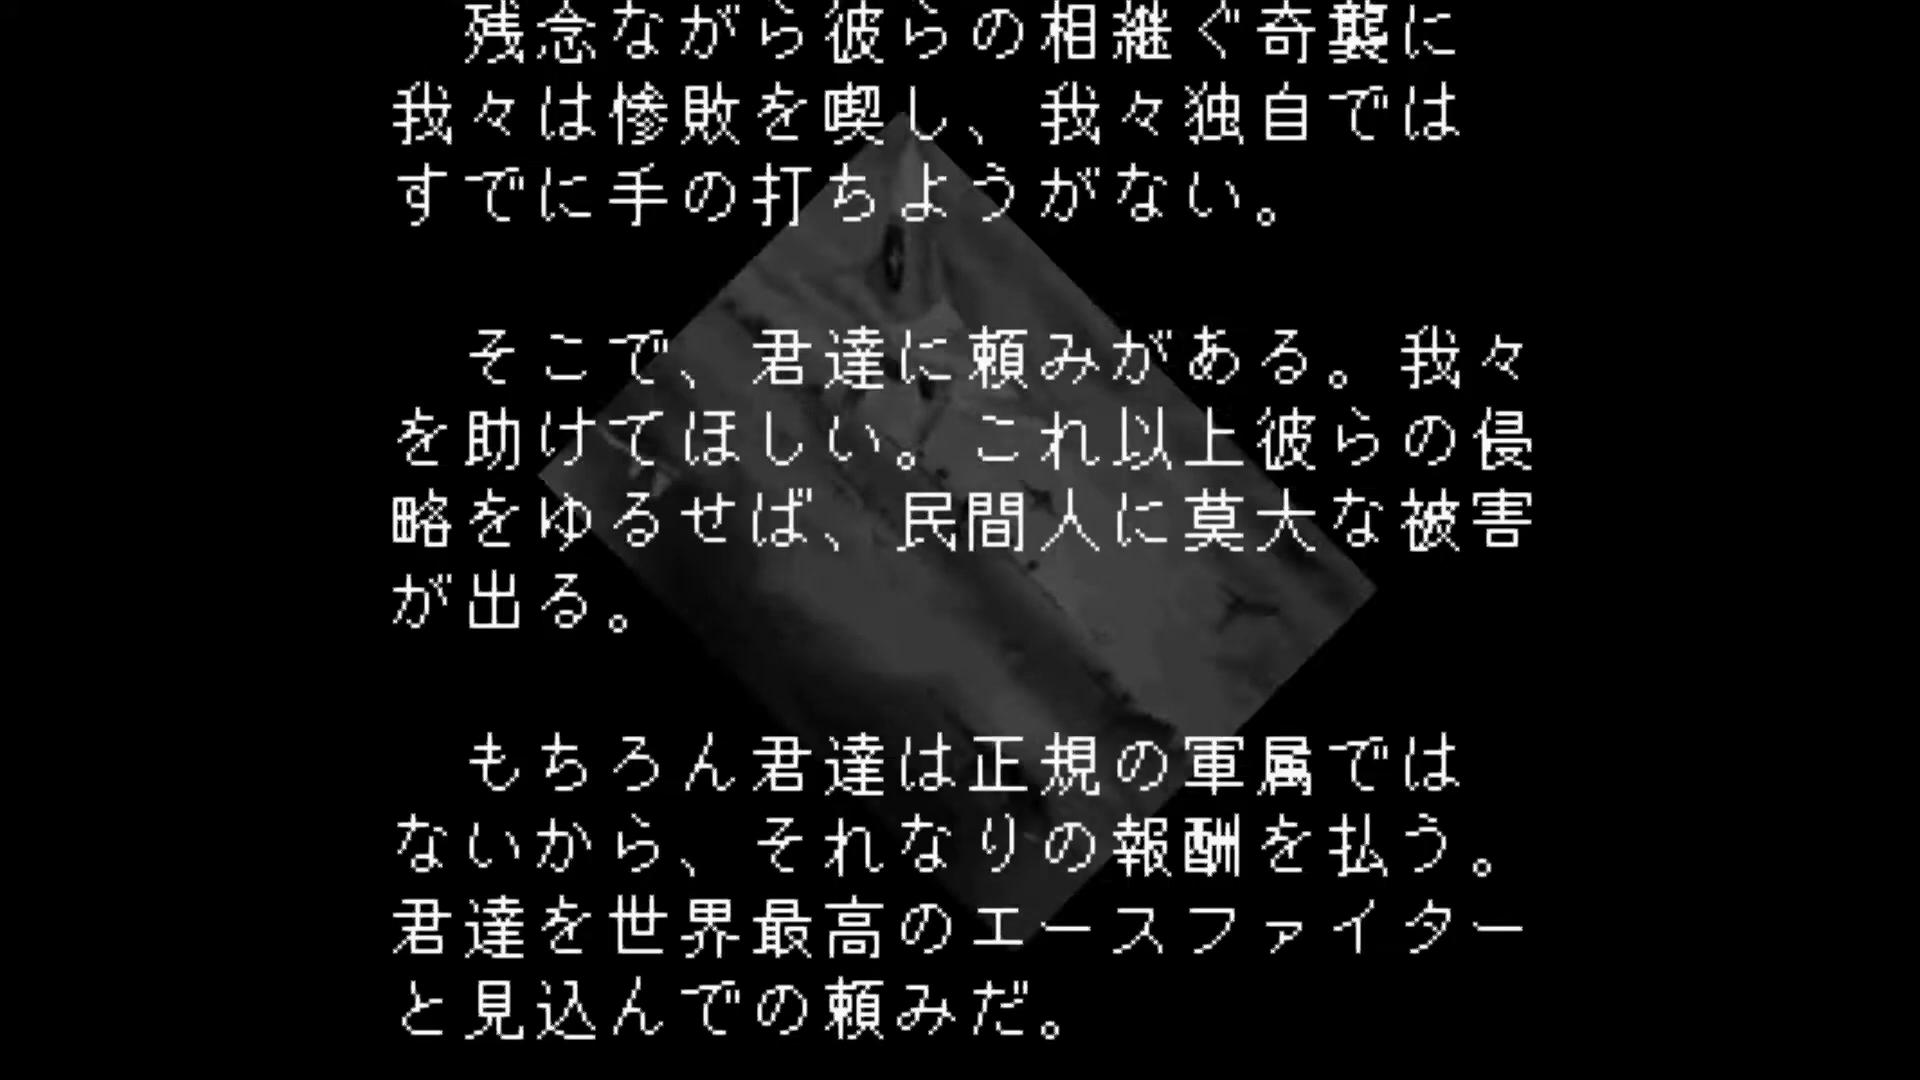 残念ながら彼らの相継ぐ奇襲に
我々は惨敗を喫し、我々独自では
すでに手の打ちようがない。
そこで、君達に頼みがある。我々
を助けてほしい。これ以上彼らの侵
略をゆるせば、民間人に莫大な被害
が出る。
もちろん君達は正規の軍属では
ないから、それなりの報酬を払う。
君達を世界最高のエースファイター
と見込んでの頼みだ。